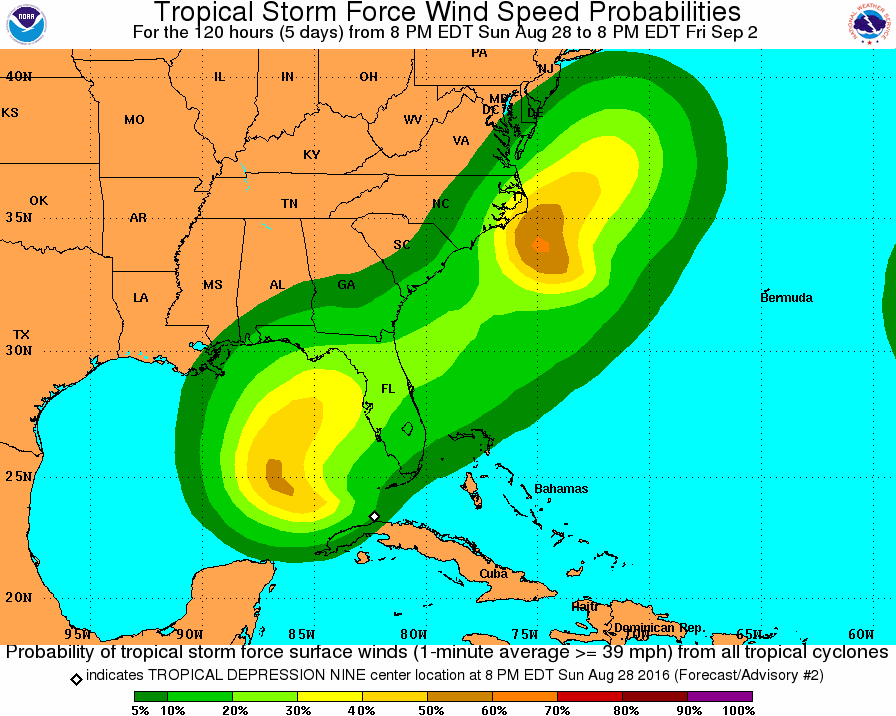 Tropical Storm Force Wind Speed Probabilities
For the 120 hours (5 days) from 8 PM EDT Sun Aug 28 to 8 PM EDT Fri Sep 2
NOAA
NATIONAL WEATHER SERVICE
PA
40N
IL
IN
OH
NJ
MD
DE
DC
KS
MO
WV
VA
KY
OK
TN
NC
AR
35N
SC
MS
AL
GA
LA
Bermuda
TX
30N
FL
25N
Bahamas
Cuba
20N
Haiti
Dominican Rep.
95W
90W
85W
80W
75W
70W
65W
60W
Probability of tropical storm force surface winds (1-minute average >= 39 mph) from all tropical cyclones
indicates TROPICAL DEPRESSION NINE center location at 8 PM EDT Sun Aug 28 2016 (Forecast/Advisory #2)
5% 10% 20% 30% 40% 50% 60% 70% 80% 90% 100%